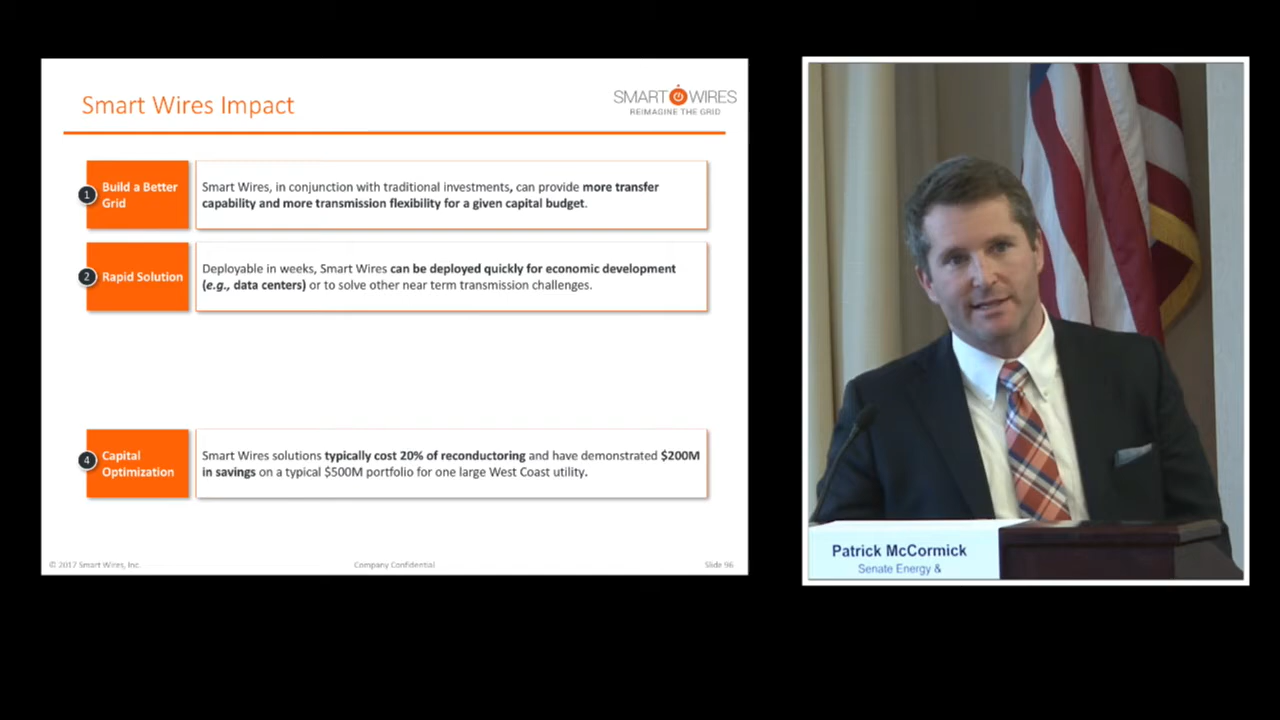 Smart Wires Impact
SMART WIRES
REIMAGINE THE GRID
1
Build a Better
Grid
Smart Wires, in conjunction with traditional investments, can provide more transfer
capability and more transmission flexibility for a given capital budget.
2
Rapid Solution
Deployable in weeks, Smart Wires can be deployed quickly for economic development
(e.g., data centers) or to solve other near term transmission challenges.
4
Capital
Optimization
Smart Wires solutions typically cost 20% of reconductoring and have demonstrated $200M
in savings on a typical $500M portfolio for one large West Coast utility.
© 2017 Smart Wires, Inc.
Company Confidential
Slide 96
Patrick McCormick
Senate Energy &